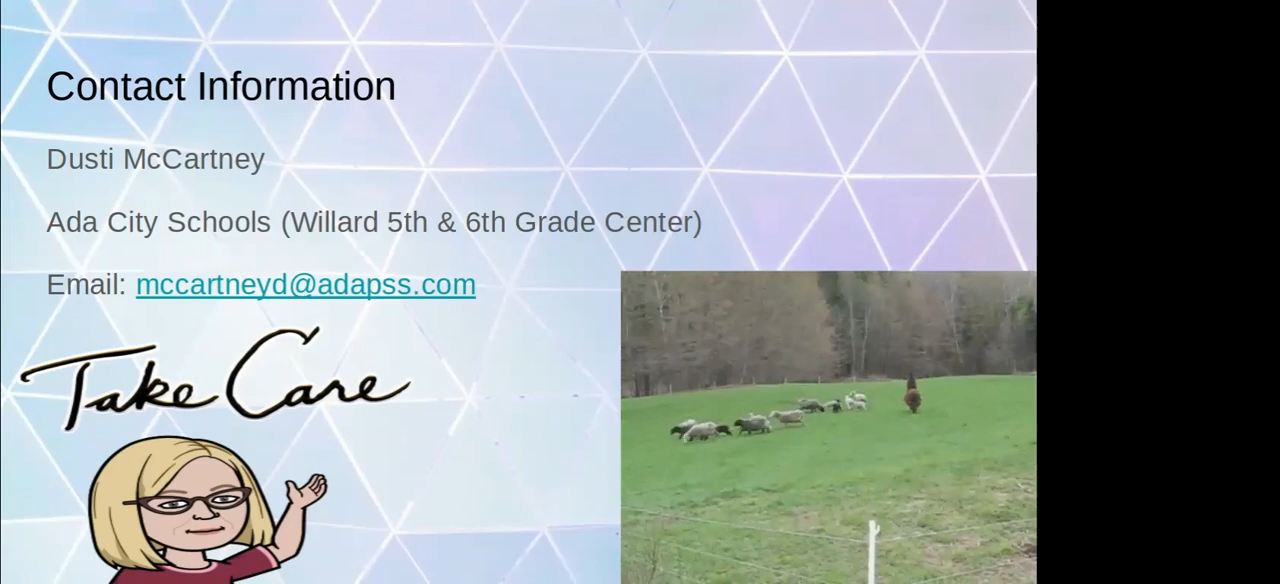 Contact Information
Dusti McCartney
Ada City Schools (Willard 5th & 6th Grade Center)
Email: mccartneyd@adapss.com
Take Care